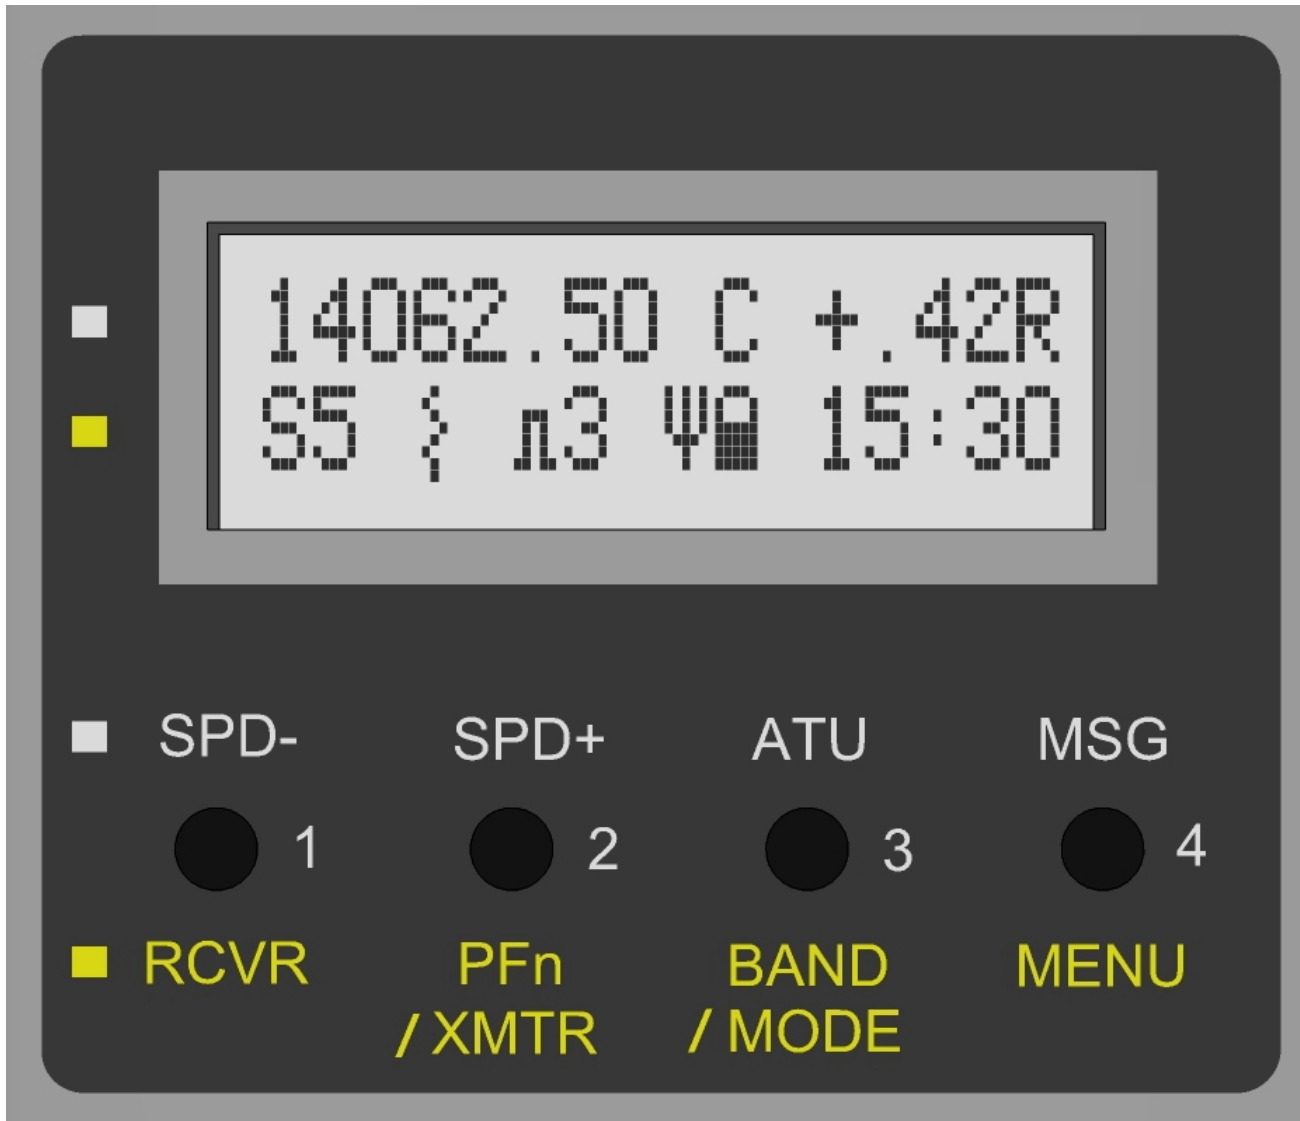 14062.50 C +.42R
S5 ⌇ л3 Ψ 15:30
SPD- SPD+ ATU MSG
1 2 3 4
RCVR PFn BAND MENU
/ XMTR / MODE